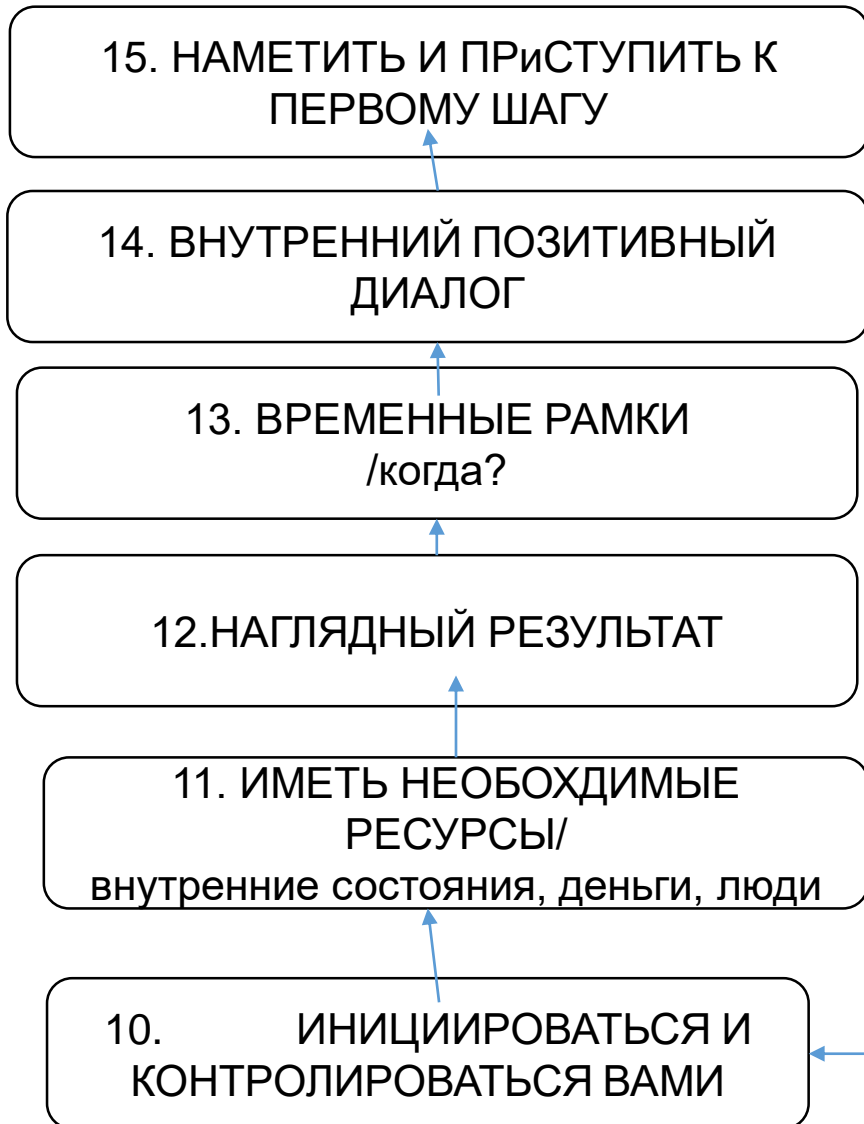 15. НАМЕТИТЬ И ПРиСТУПИТЬ К
ПЕРВОМУ ШАГУ
14. ВНУТРЕННИЙ ПОЗИТИВНЫЙ
ДИАЛОГ
13. ВРЕМЕННЫЕ РАМКИ
/когда?
12.НАГЛЯДНЫЙ РЕЗУЛЬТАТ
11. ИМЕТЬ НЕОБОХДИМЫЕ
РЕСУРСЫ/
внутренние состояния, деньги, люди
10. ИНИЦИИРОВАТЬСЯ И
КОНТРОЛИРОВАТЬСЯ ВАМИ